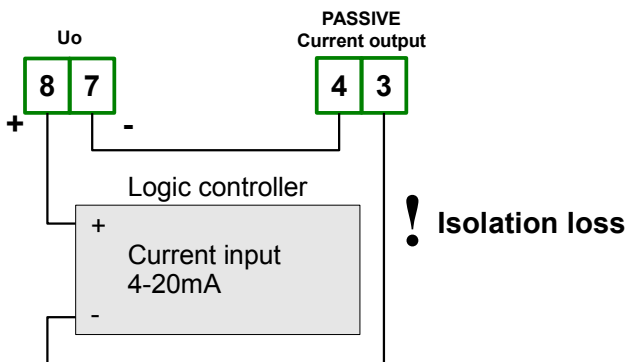 PASSIVE
Uo
Current output
8 7
4 3
+
-
Logic controller
+
Current input
4-20mA
-
! Isolation loss